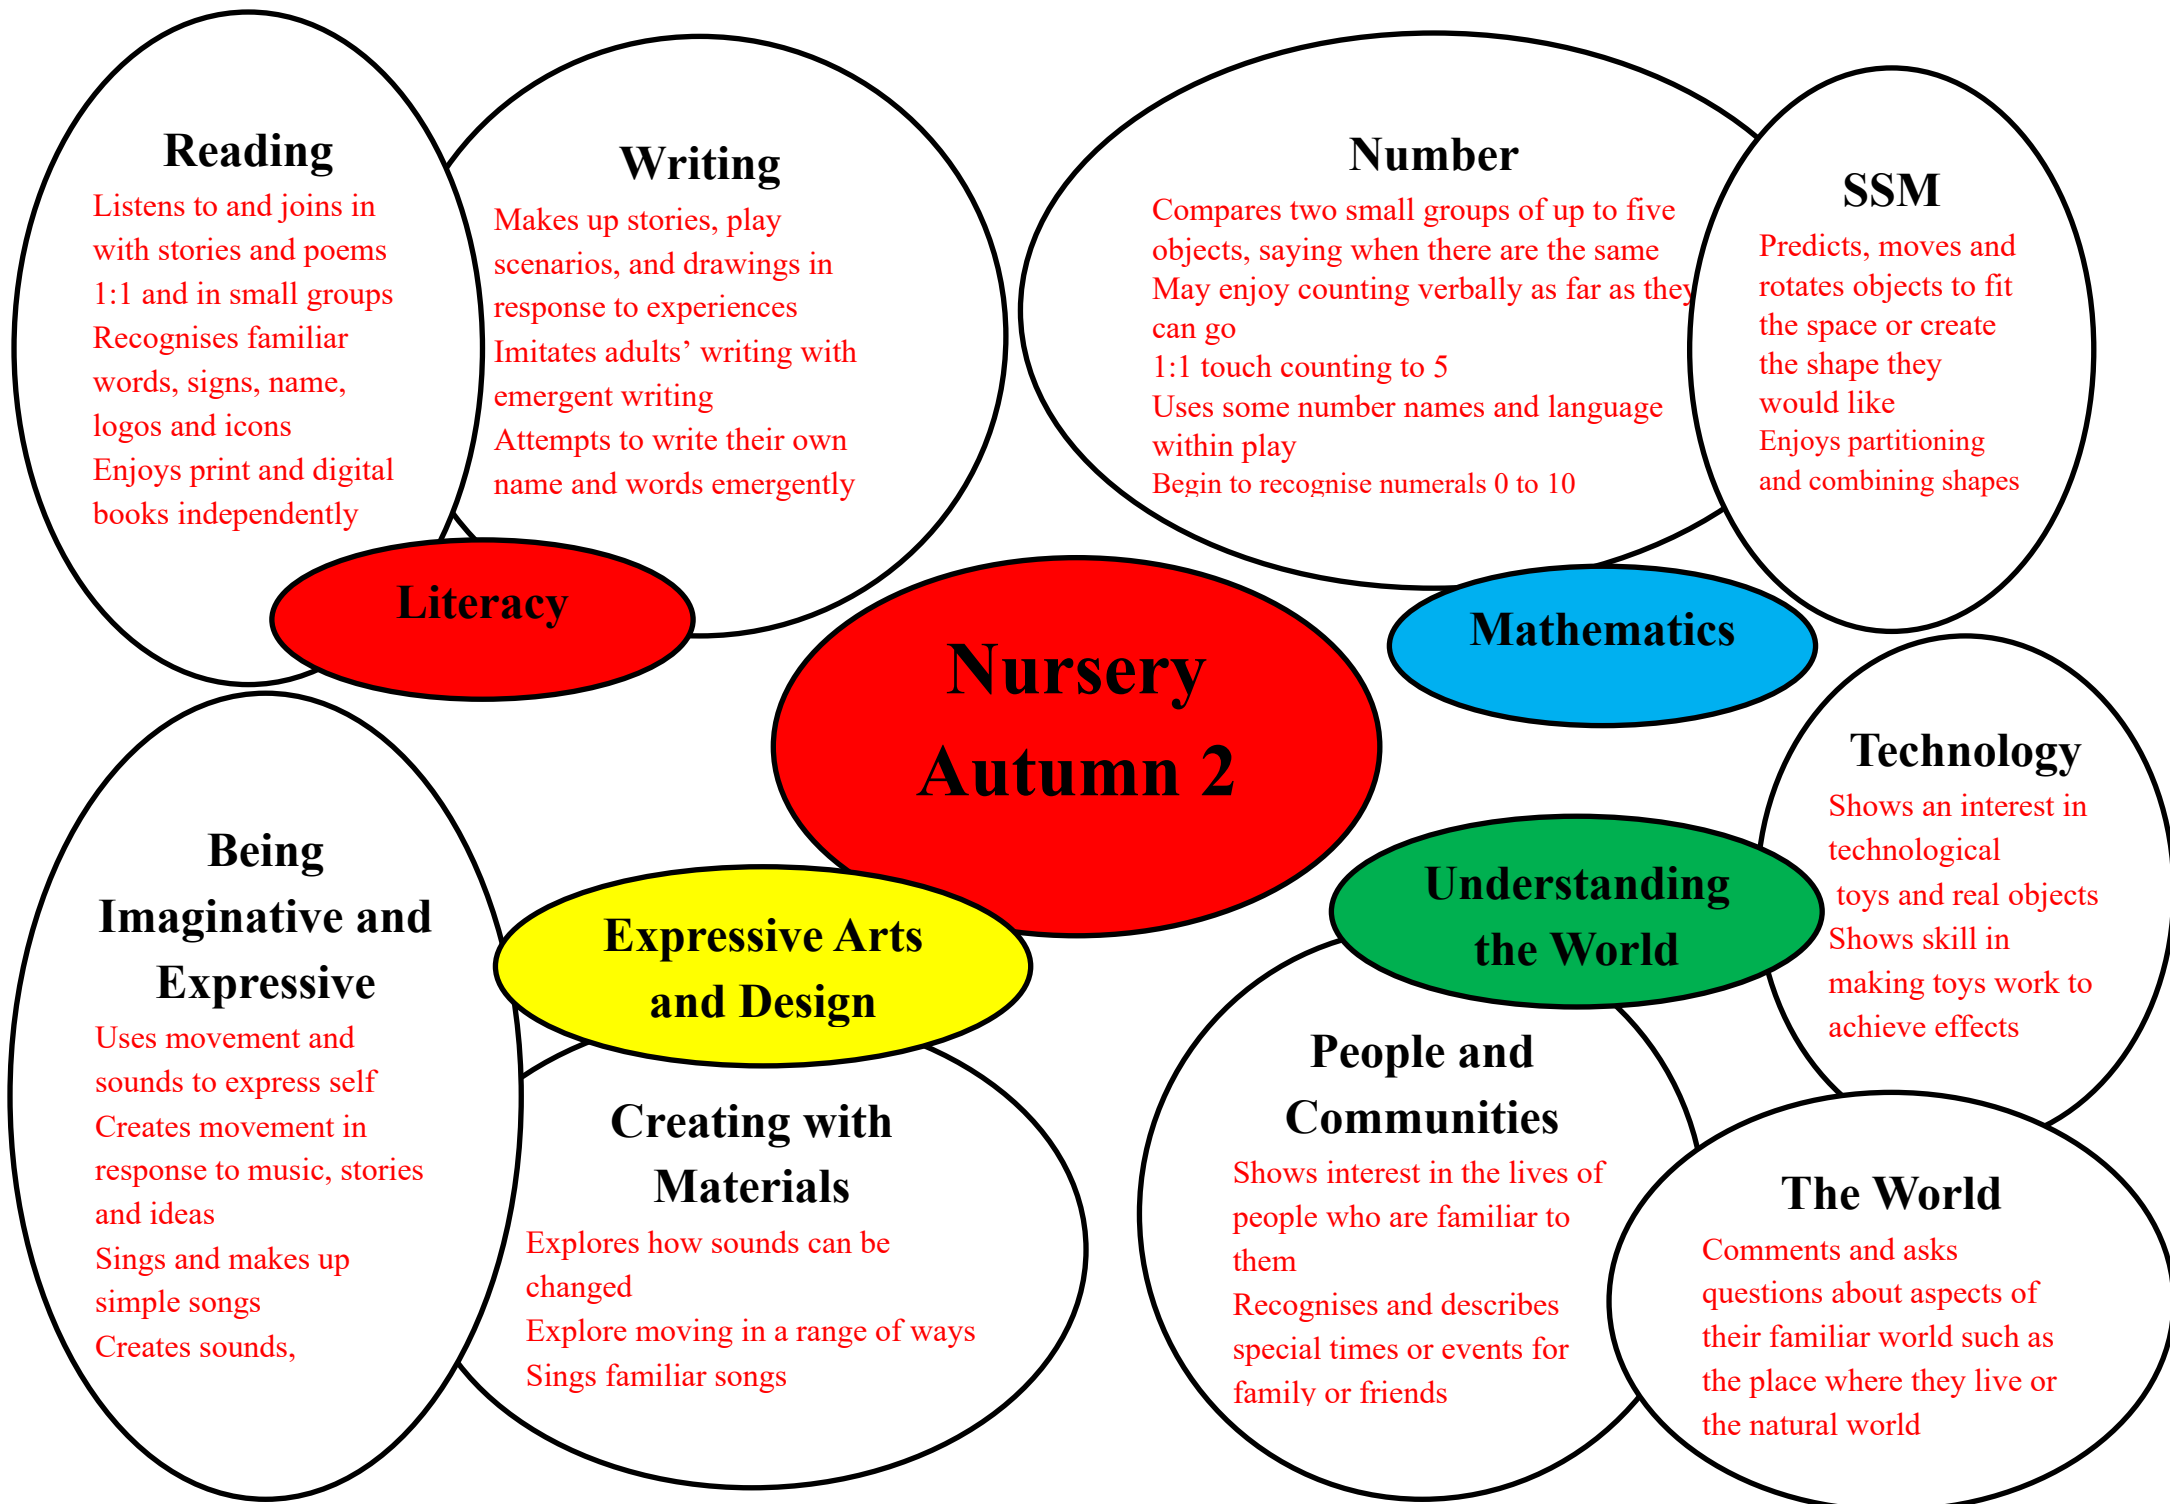 Reading
Listens to and joins in
with stories and poems
1:1 and in small groups
Recognises familiar
words, signs, name,
logos and icons
Enjoys print and digital
books independently
Writing
Makes up stories, play
scenarios, and drawings in
response to experiences
Imitates adults’ writing with
emergent writing
Attempts to write their own
name and words emergently
Literacy
Number
Compares two small groups of up to five
objects, saying when there are the same
May enjoy counting verbally as far as they
can go
1:1 touch counting to 5
Uses some number names and language
within play
Begin to recognise numerals 0 to 10
SSM
Predicts, moves and
rotates objects to fit
the space or create
the shape they
would like
Enjoys partitioning
and combining shapes
Mathematics
Nursery
Autumn 2
Technology
Shows an interest in
technological
toys and real objects
Shows skill in
making toys work to
achieve effects
Understanding
the World
Being
Imaginative and
Expressive
Uses movement and
sounds to express self
Creates movement in
response to music, stories
and ideas
Sings and makes up
simple songs
Creates sounds,
Expressive Arts
and Design
Creating with
Materials
Explores how sounds can be
changed
Explore moving in a range of ways
Sings familiar songs
People and
Communities
Shows interest in the lives of
people who are familiar to
them
Recognises and describes
special times or events for
family or friends
The World
Comments and asks
questions about aspects of
their familiar world such as
the place where they live or
the natural world